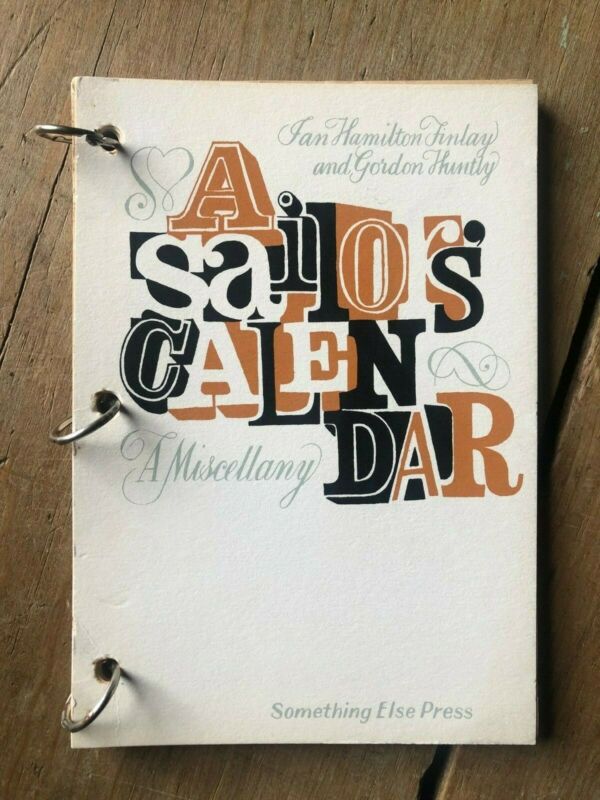 Ian Hamilton Finlay
and Gordon Huntly
A
Sailor's
CALEN
DAR
A Miscellany
Something Else Press